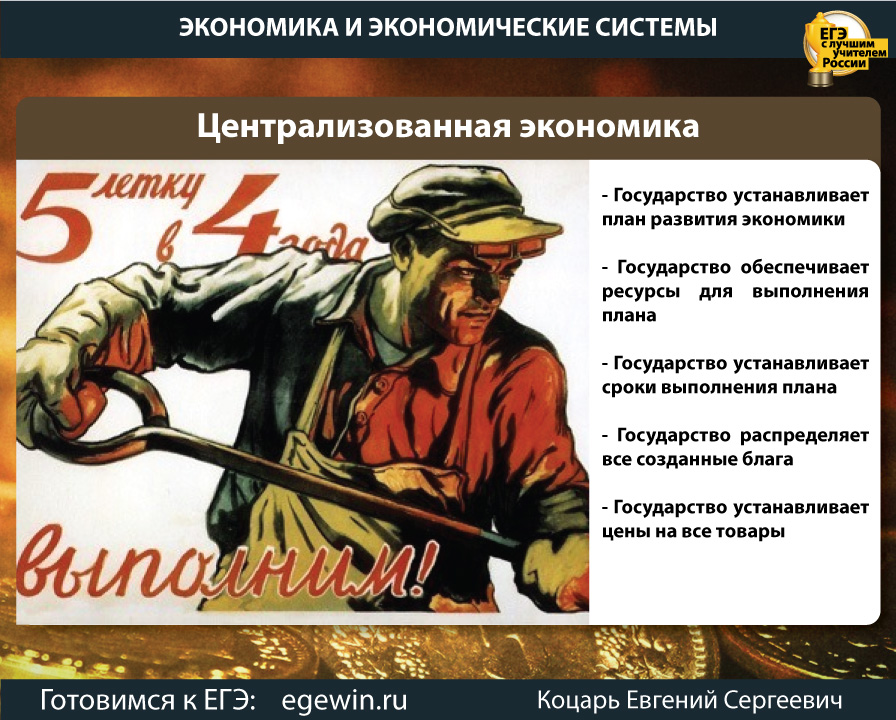 ЭКОНОМИКА И ЭКОНОМИЧЕСКИЕ СИСТЕМЫ
ЕГЭ
с лучшим
учителем
России
Централизованная экономика
5 летку
в 4 года
выполним!
- Государство устанавливает
план развития экономики
- Государство обеспечивает
ресурсы для выполнения
плана
- Государство устанавливает
сроки выполнения плана
- Государство распределяет
все созданные блага
- Государство устанавливает
цены на все товары
Готовимся к ЕГЭ: egewin.ru
Коцарь Евгений Сергеевич